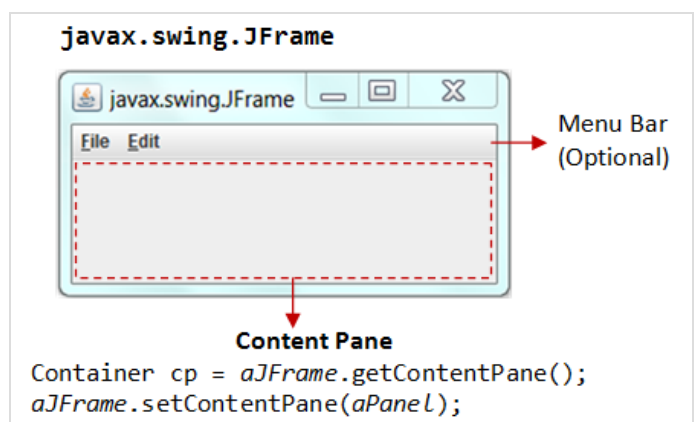 javax.swing.JFrame
javax.swing.JFrame
File Edit
Menu Bar
(Optional)
Content Pane
Container cp = aJFrame.getContentPane();
aJFrame.setContentPane(aPanel);